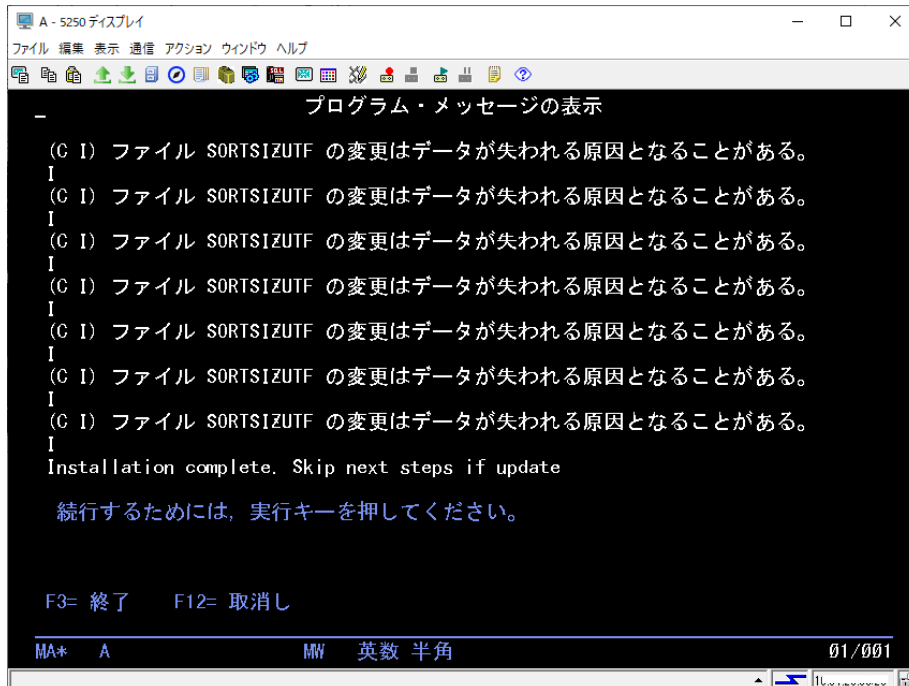 A - 5250 ディスプレイ
ファイル 編集 表示 通信 アクション ウィンドウ ヘルプ
プログラム・メッセージの表示
(C I) ファイル SORTSIZUTF の変更はデータが失われる原因となることがある。
I
(C I) ファイル SORTSIZUTF の変更はデータが失われる原因となることがある。
I
(C I) ファイル SORTSIZUTF の変更はデータが失われる原因となることがある。
I
(C I) ファイル SORTSIZUTF の変更はデータが失われる原因となることがある。
I
(C I) ファイル SORTSIZUTF の変更はデータが失われる原因となることがある。
I
(C I) ファイル SORTSIZUTF の変更はデータが失われる原因となることがある。
I
(C I) ファイル SORTSIZUTF の変更はデータが失われる原因となることがある。
I
Installation complete. Skip next steps if update
続行するためには, 実行キーを押してください。
F3= 終了 F12= 取消し
MA* A MW 英数 半角 01/001